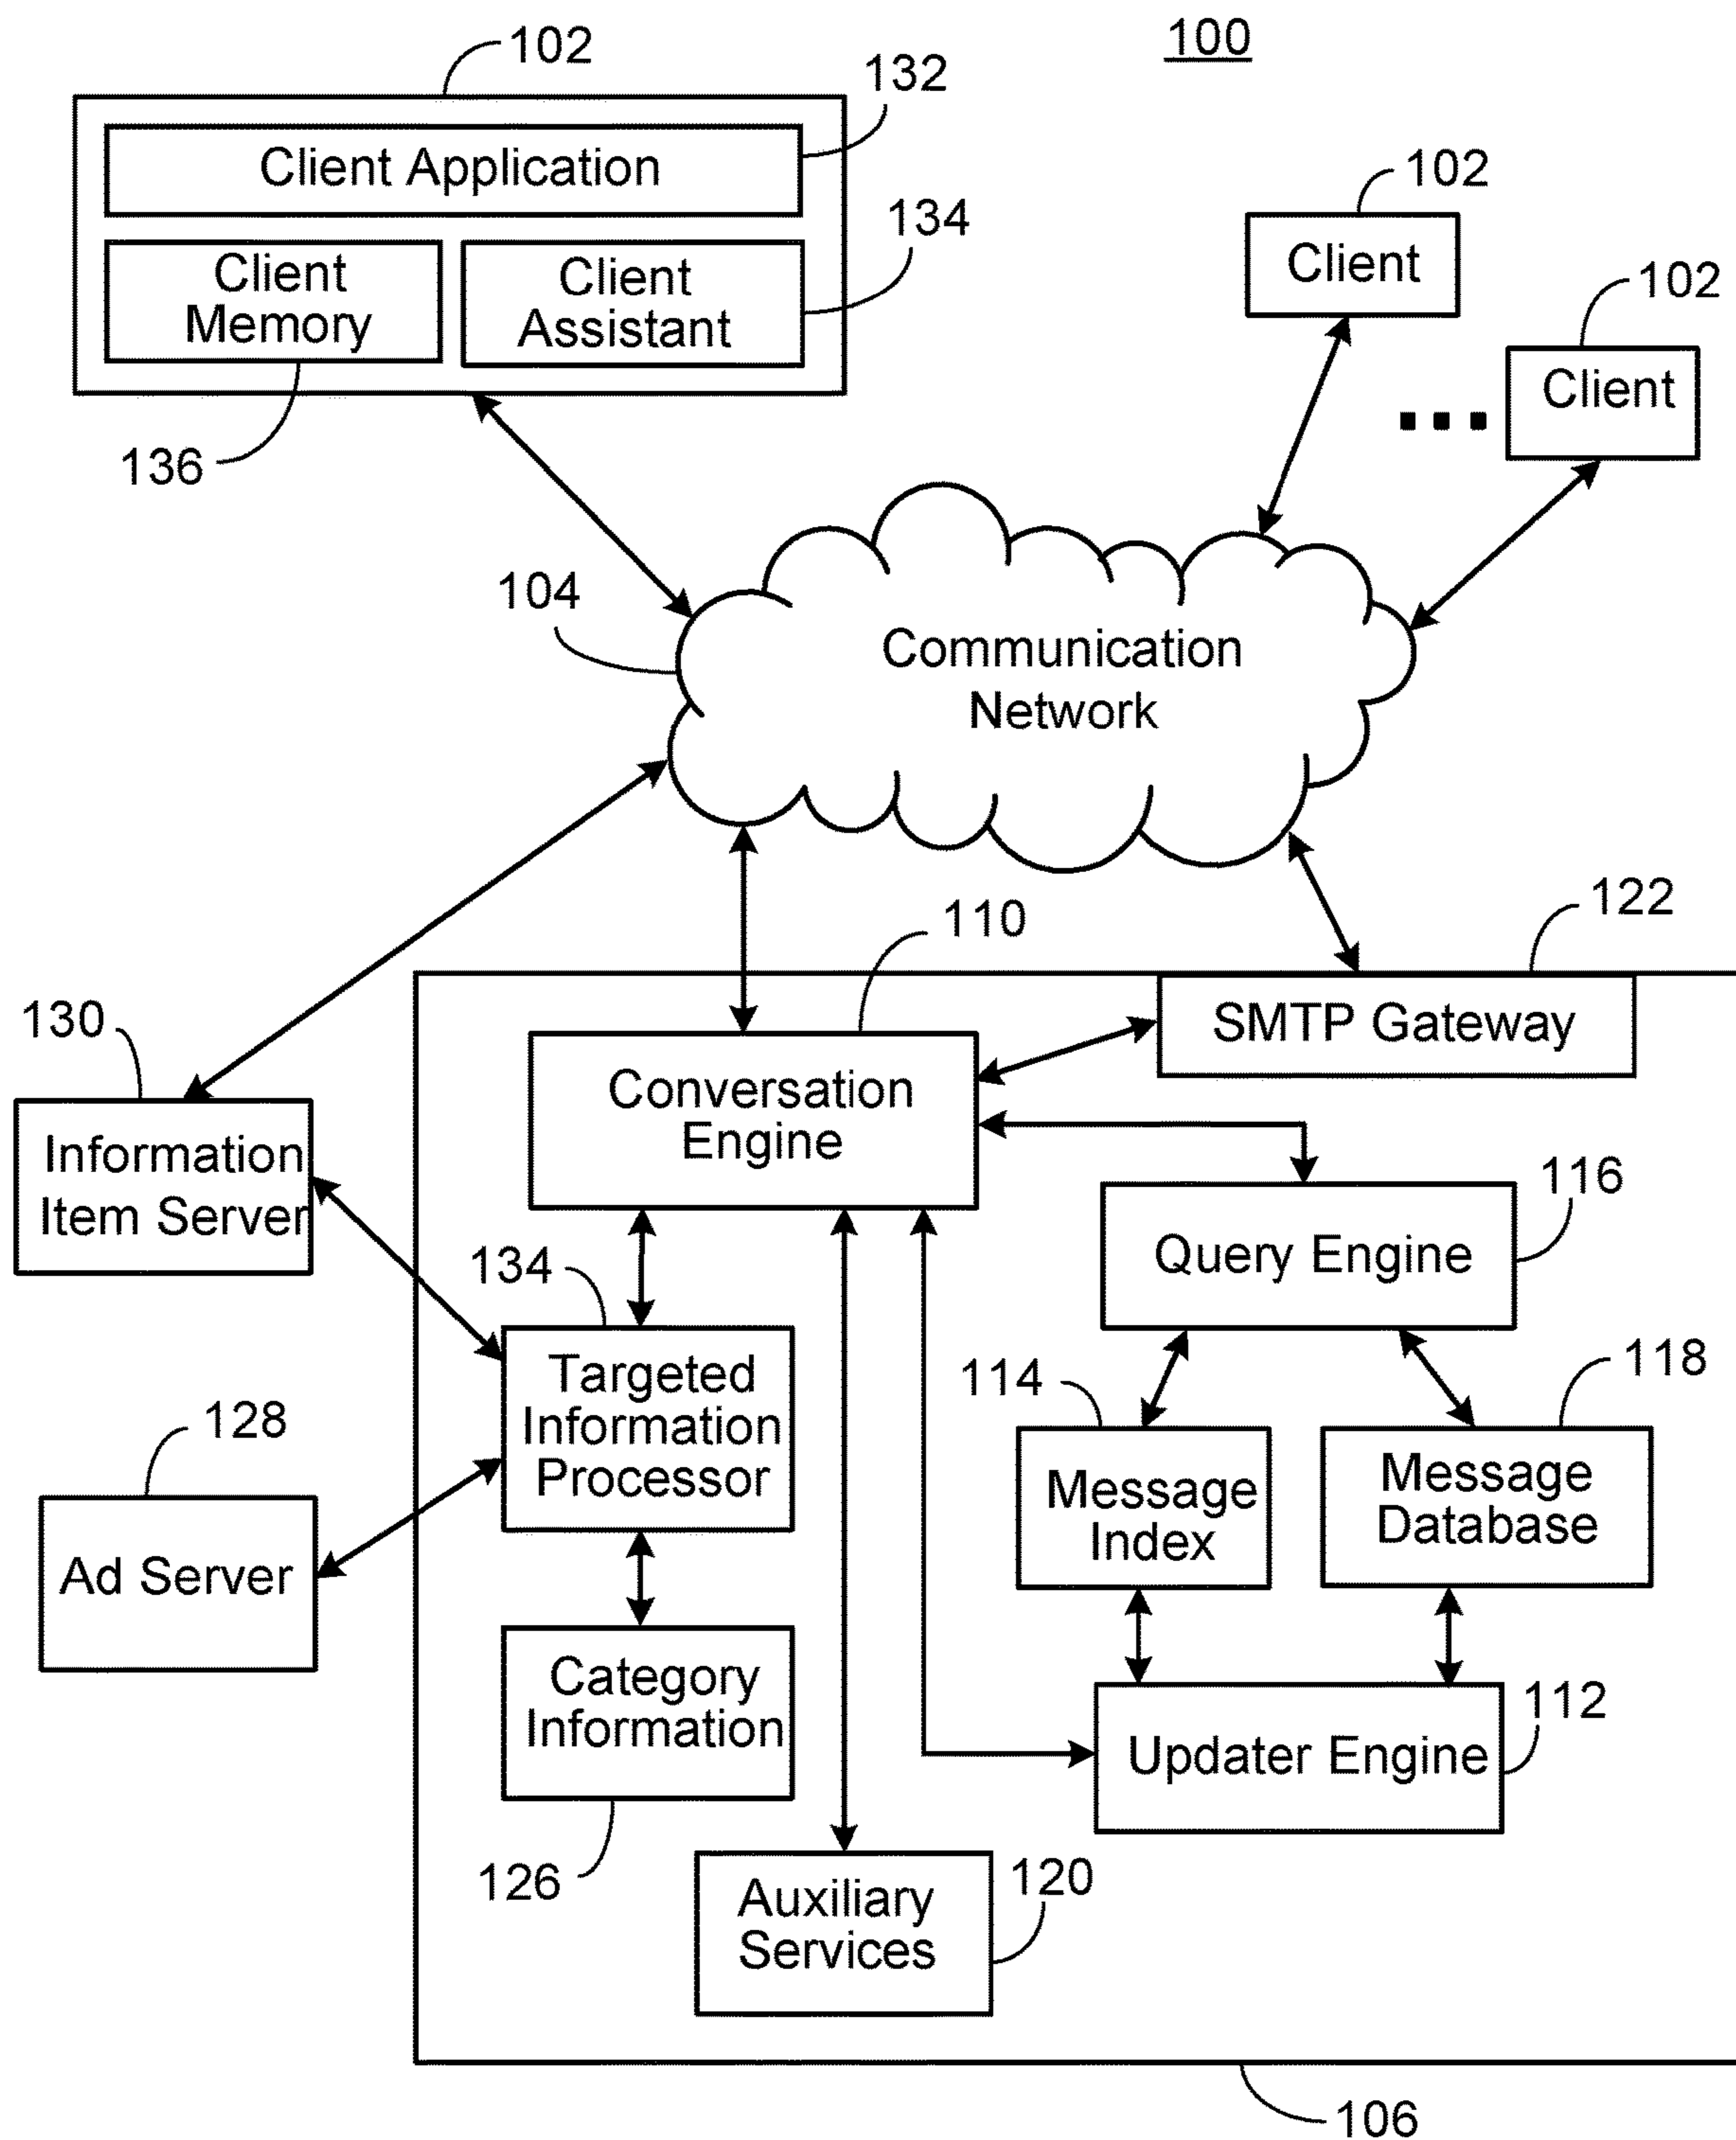 100
102
132
Client Application
134
Client
Memory
Client
Assistant
136
102
Client
102
Client
104
Communication
Network
110
122
SMTP Gateway
130
Information
Item Server
Conversation
Engine
116
Query Engine
134
Targeted
Information
Processor
114
118
Message
Index
Message
Database
128
Ad Server
Category
Information
126
112
Updater Engine
120
Auxiliary
Services
106